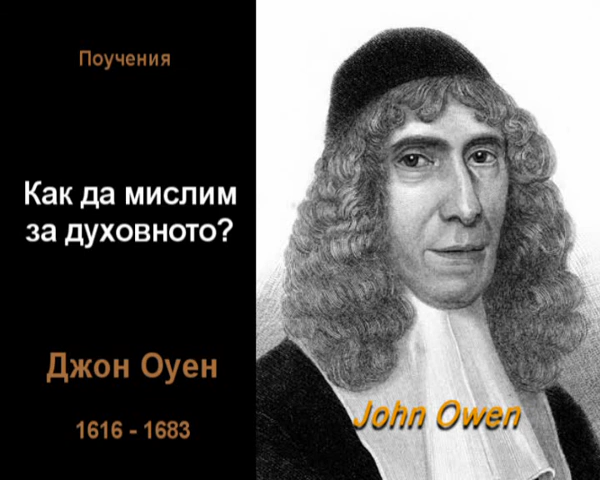 Поучения
Как да мислим
за духовното?
Джон Оуен
1616 - 1683
John Owen